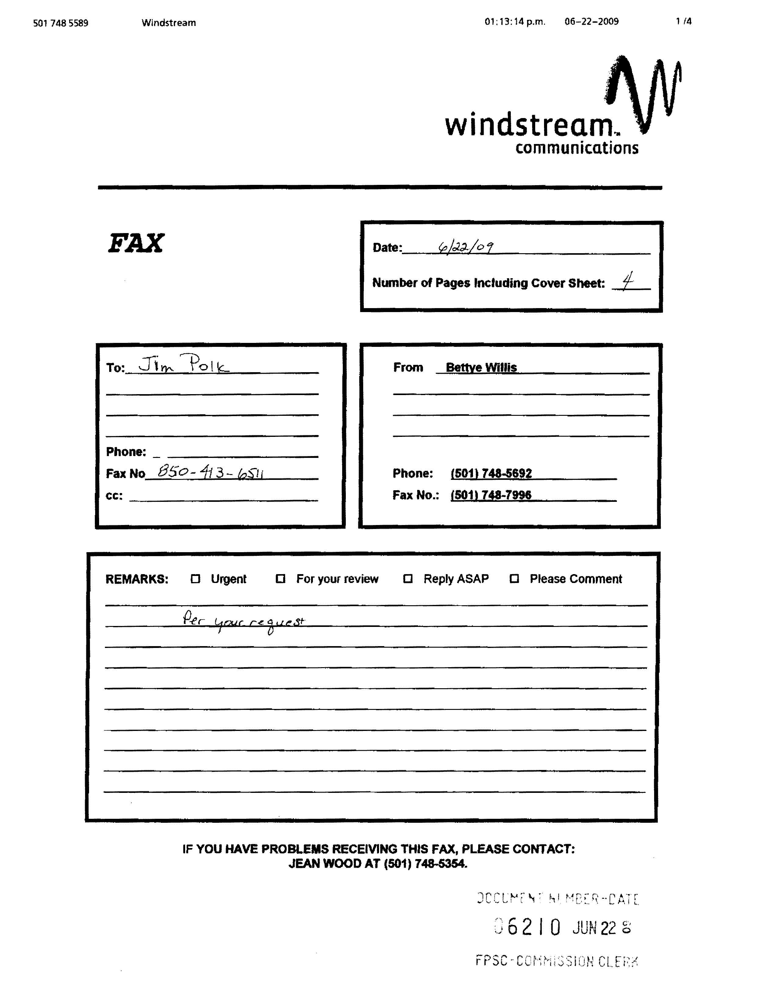 501 748 5589 Windstream 01:13:14 p.m. 06-22-2009 1 /4
windstream.™
communications
FAX
Date: 6/22/09
Number of Pages Including Cover Sheet: 4
To: Jim Polk
From Bettye Willis
Phone:
Fax No 850-413-6511
Phone: (501) 748-5692
cc:
Fax No.: (501) 748-7996
REMARKS: □ Urgent □ For your review □ Reply ASAP □ Please Comment
Per your request
IF YOU HAVE PROBLEMS RECEIVING THIS FAX, PLEASE CONTACT:
JEAN WOOD AT (501) 748-5354.
DOCUMENT NUMBER-DATE
06210 JUN 22
FPSC-COMMISSION CLERK